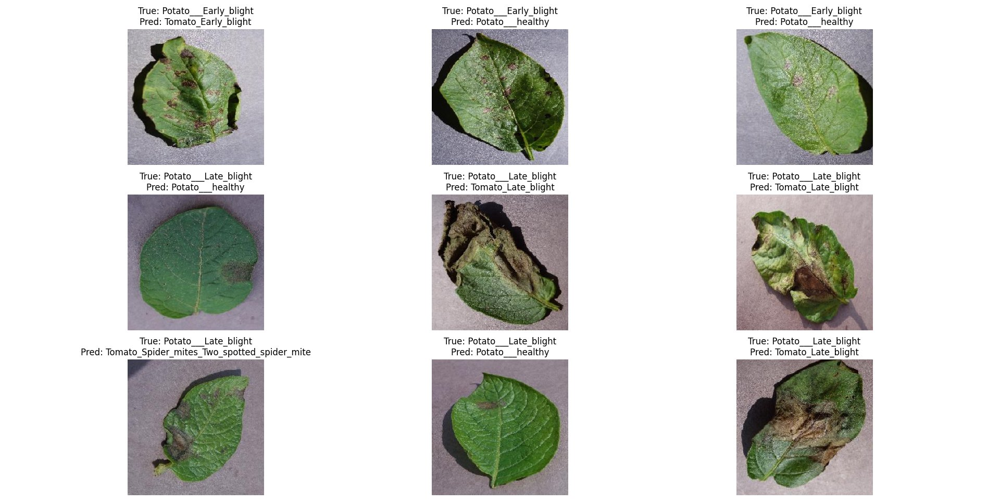 True: Potato___Early_blight
Pred: Tomato_Early_blight
True: Potato___Early_blight
Pred: Potato___healthy
True: Potato___Early_blight
Pred: Potato___healthy
True: Potato___Late_blight
Pred: Potato___healthy
True: Potato___Late_blight
Pred: Tomato_Late_blight
True: Potato___Late_blight
Pred: Tomato_Late_blight
True: Potato___Late_blight
Pred: Tomato_Spider_mites_Two_spotted_spider_mite
True: Potato___Late_blight
Pred: Potato___healthy
True: Potato___Late_blight
Pred: Tomato_Late_blight